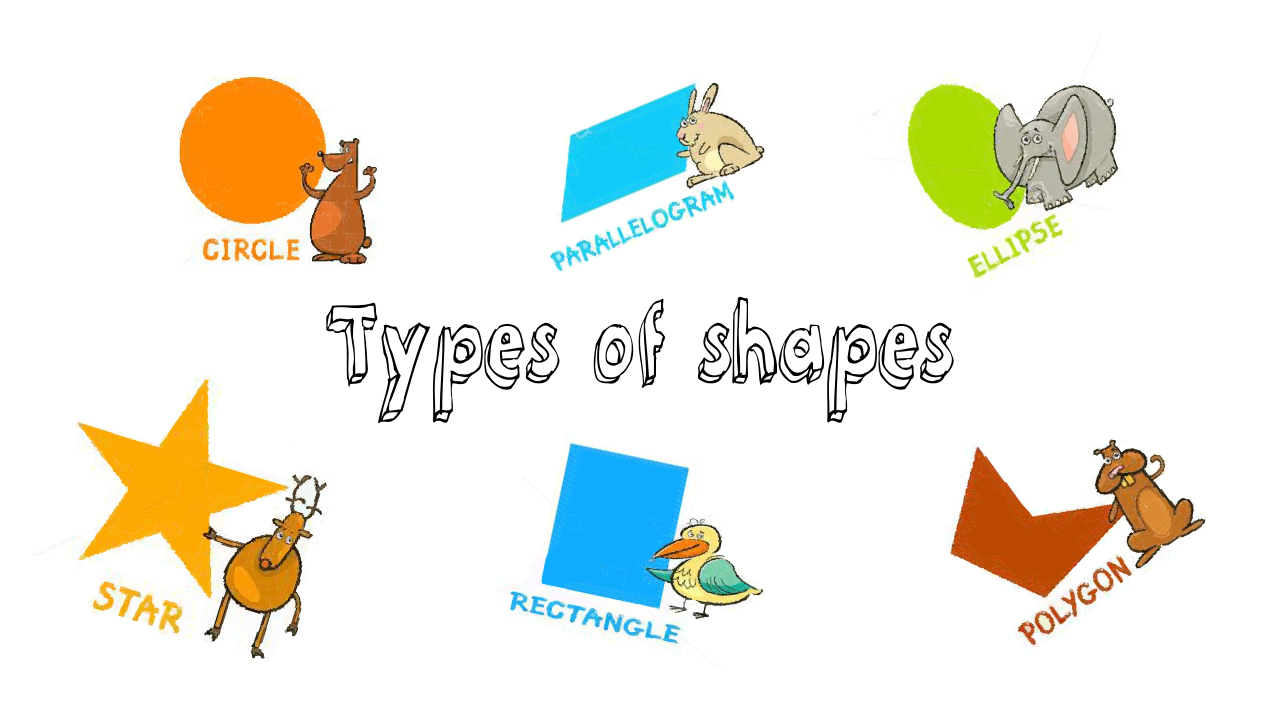 CIRCLE
PARALLELOGRAM
ELLIPSE
Types of shapes
STAR
RECTANGLE
POLYGON